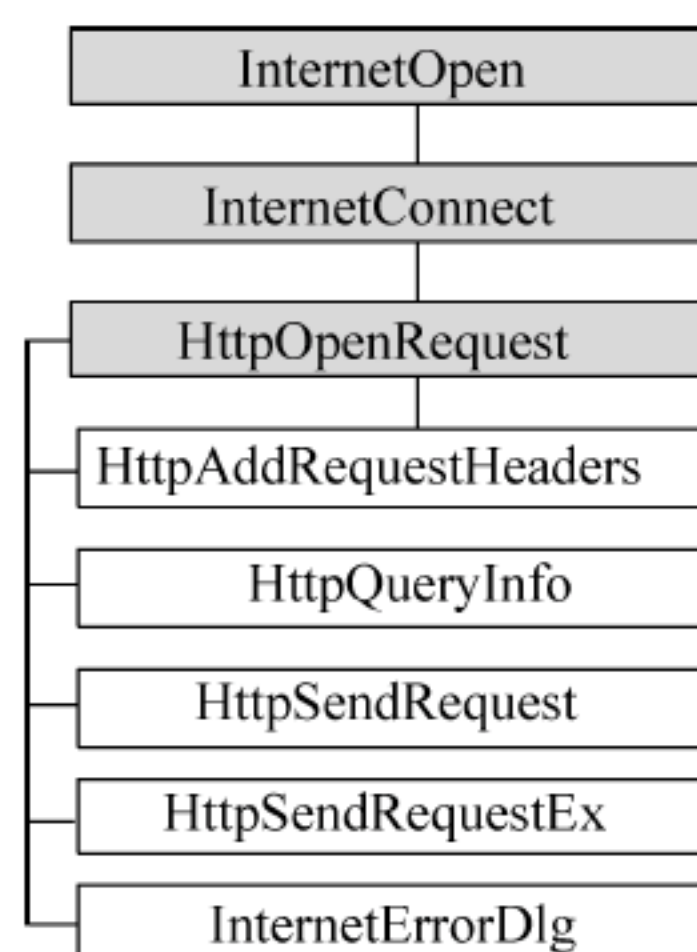 InternetOpen
InternetConnect
HttpOpenRequest
HttpAddRequestHeaders
HttpQueryInfo
HttpSendRequest
HttpSendRequestEx
InternetErrorDlg